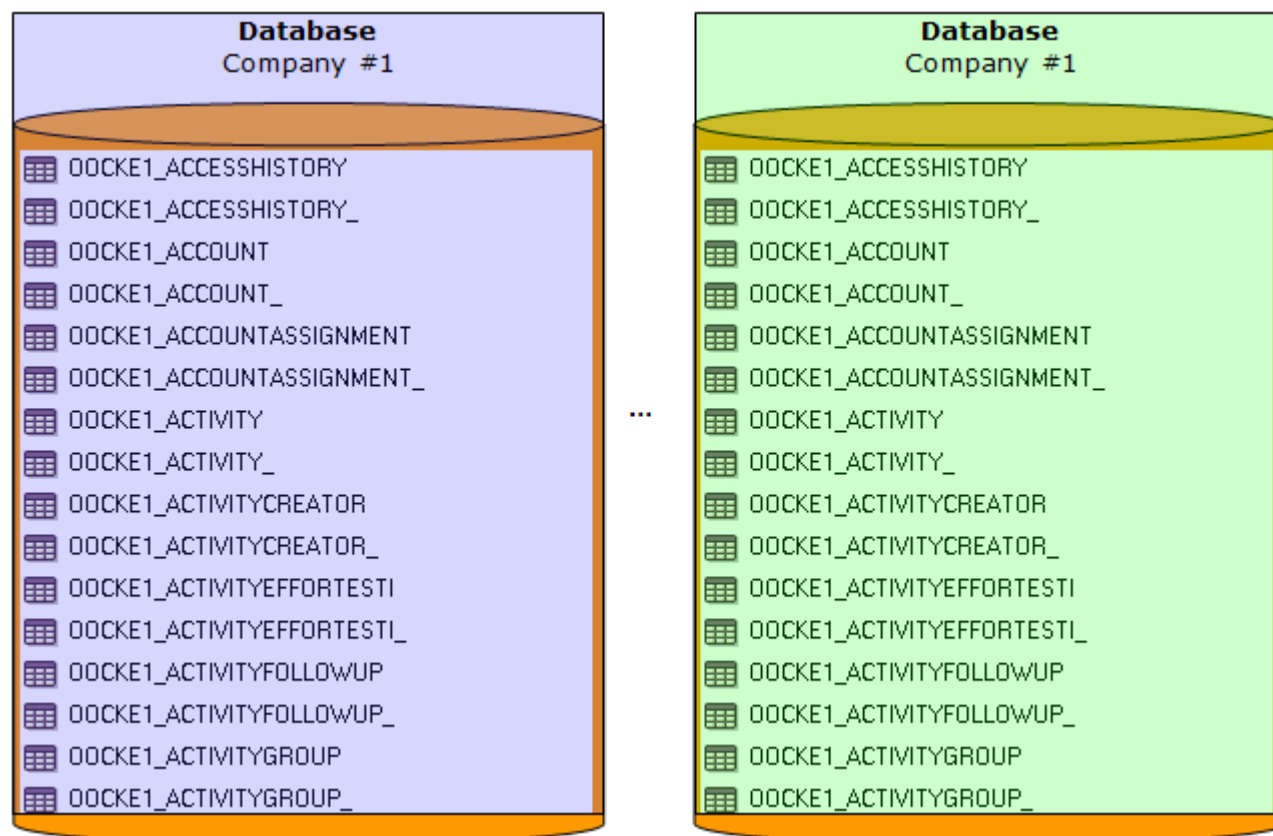 Database
Company #1
OOCKE1_ACCESSHISTORY
OOCKE1_ACCESSHISTORY_
OOCKE1_ACCOUNT
OOCKE1_ACCOUNT_
OOCKE1_ACCOUNTASSIGNMENT
OOCKE1_ACCOUNTASSIGNMENT_
OOCKE1_ACTIVITY
OOCKE1_ACTIVITY_
OOCKE1_ACTIVITYCREATOR
OOCKE1_ACTIVITYCREATOR_
OOCKE1_ACTIVITYEFFORTESTI
OOCKE1_ACTIVITYEFFORTESTI_
OOCKE1_ACTIVITYFOLLOWUP
OOCKE1_ACTIVITYFOLLOWUP_
OOCKE1_ACTIVITYGROUP
OOCKE1_ACTIVITYGROUP_
...
Database
Company #1
OOCKE1_ACCESSHISTORY
OOCKE1_ACCESSHISTORY_
OOCKE1_ACCOUNT
OOCKE1_ACCOUNT_
OOCKE1_ACCOUNTASSIGNMENT
OOCKE1_ACCOUNTASSIGNMENT_
OOCKE1_ACTIVITY
OOCKE1_ACTIVITY_
OOCKE1_ACTIVITYCREATOR
OOCKE1_ACTIVITYCREATOR_
OOCKE1_ACTIVITYEFFORTESTI
OOCKE1_ACTIVITYEFFORTESTI_
OOCKE1_ACTIVITYFOLLOWUP
OOCKE1_ACTIVITYFOLLOWUP_
OOCKE1_ACTIVITYGROUP
OOCKE1_ACTIVITYGROUP_